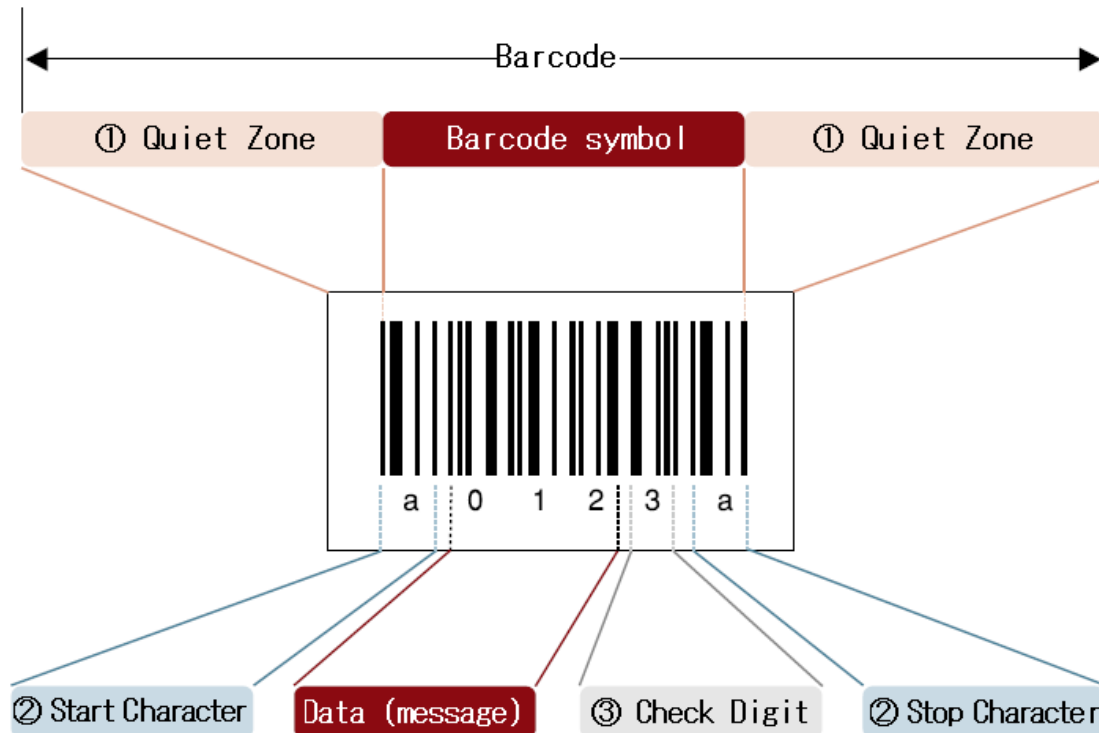 Barcode
① Quiet Zone Barcode symbol ① Quiet Zone
a 0 1 2 3 a
② Start Character Data (message) ③ Check Digit ② Stop Character